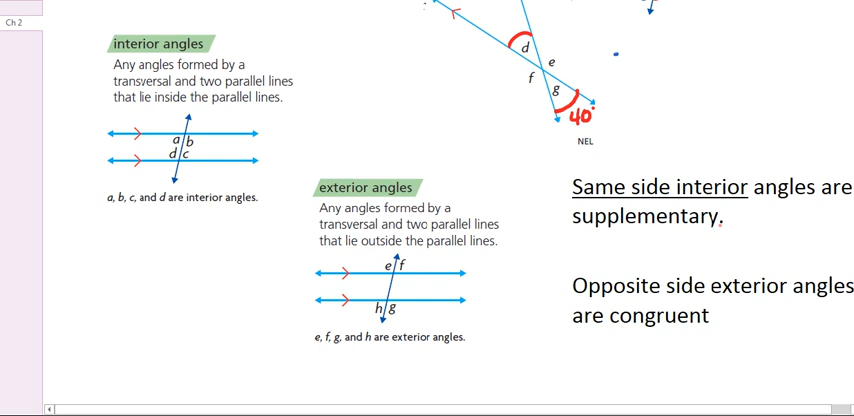 Ch 2
interior angles
Any angles formed by a
transversal and two parallel lines
that lie inside the parallel lines.
a b
d c
a, b, c, and d are interior angles.
exterior angles
Any angles formed by a
transversal and two parallel lines
that lie outside the parallel lines.
e f
h g
e, f, g, and h are exterior angles.
d
e
f
g
40°
NEL
Same side interior angles are
supplementary.
Opposite side exterior angles
are congruent